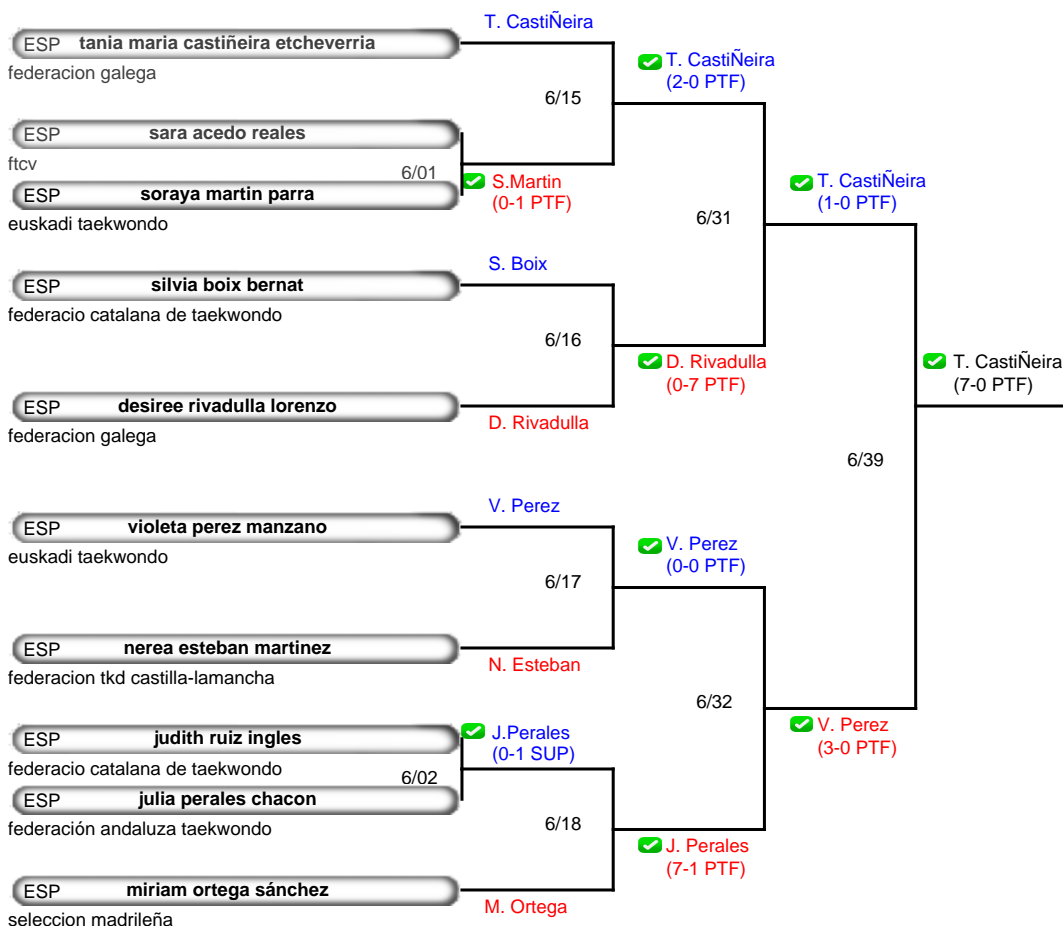 T. CastiÑeira
ESP tania maria castiñeira etcheverria
federacion galega
T. CastiÑeira
(2-0 PTF)
6/15
ESP sara acedo reales
ftcv
6/01
S.Martin
(0-1 PTF)
ESP soraya martin parra
euskadi taekwondo
T. CastiÑeira
(1-0 PTF)
6/31
S. Boix
ESP silvia boix bernat
federacio catalana de taekwondo
6/16
D. Rivadulla
(0-7 PTF)
T. CastiÑeira
(7-0 PTF)
ESP desiree rivadulla lorenzo
D. Rivadulla
federacion galega
6/39
V. Perez
ESP violeta perez manzano
euskadi taekwondo
V. Perez
(0-0 PTF)
6/17
ESP nerea esteban martinez
N. Esteban
federacion tkd castilla-lamancha
6/32
V. Perez
(3-0 PTF)
ESP judith ruiz ingles
J.Perales
(0-1 SUP)
federacio catalana de taekwondo
6/02
ESP julia perales chacon
federación andaluza taekwondo
6/18
J. Perales
(7-1 PTF)
ESP miriam ortega sánchez
M. Ortega
seleccion madrileña